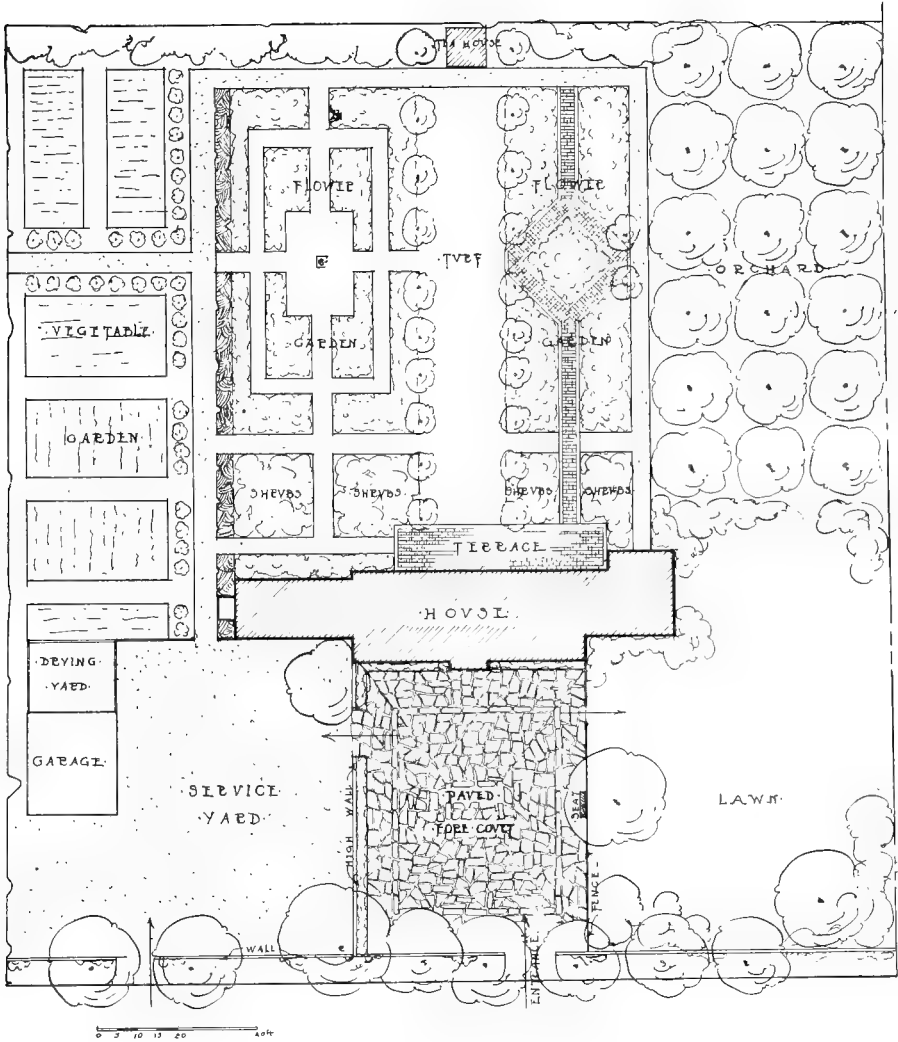 TEA HOUSE
FLOWER
FLOWER
TURF
ORCHARD
VEGETABLE
GARDEN
GARDEN
GARDEN
SHRUBS
SHRUBS
SHRUBS
SHRUBS
TERRACE
HOUSE
DRYING
YARD
GARAGE
SERVICE
YARD
HIGH WALL
PAVED
FORE COURT
SEAT
LAWN
FENCE
WALL
ENTRANCE
0 5 10 15 20 40 ft